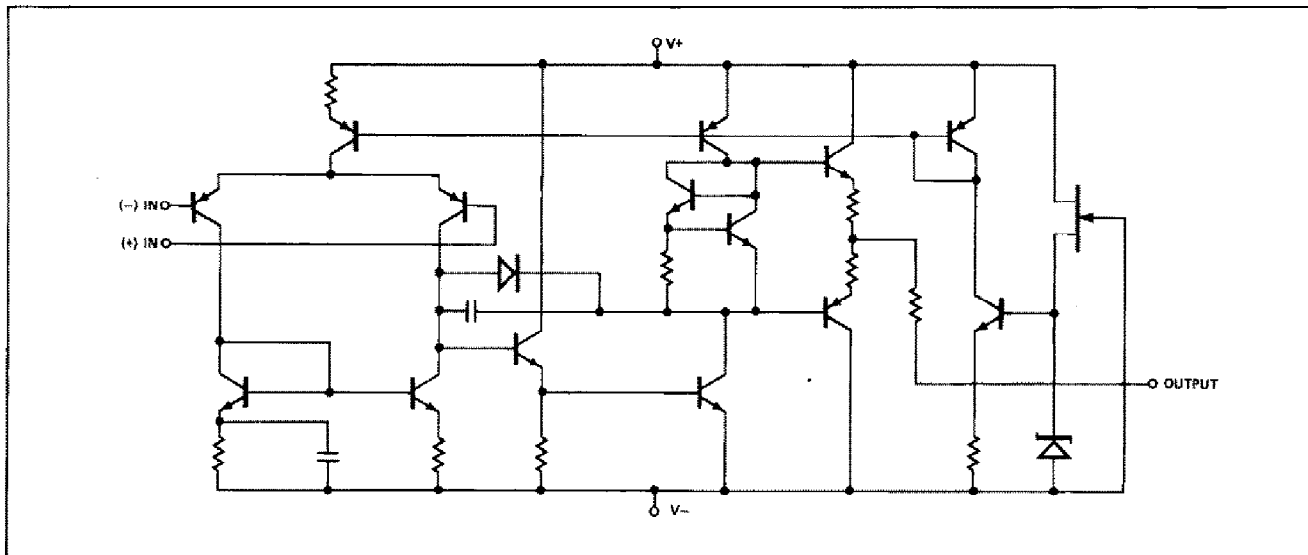 V+
(−) IN
(+) IN
OUTPUT
V−